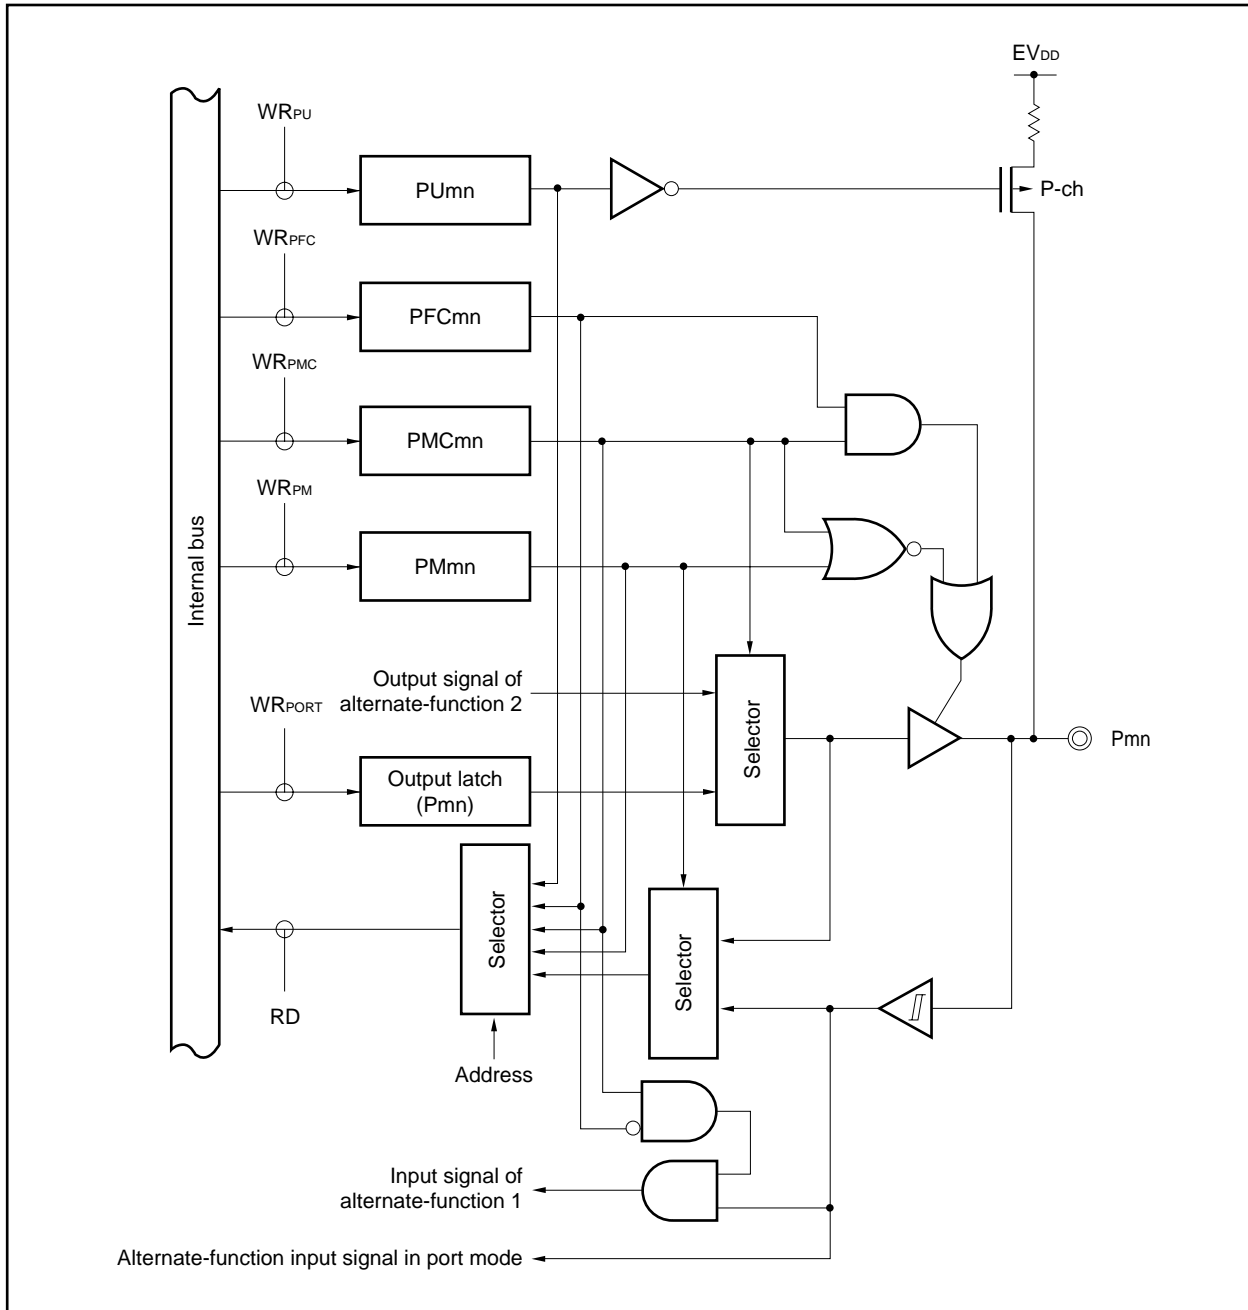 EVDD
WRPU
PUmn
P-ch
WRPFC
PFCmn
WRPMC
PMCmn
WRPM
PMmn
Internal bus
Output signal of
alternate-function 2
WRPORT
Selector
Pmn
Output latch
(Pmn)
Selector
Selector
RD
Address
Input signal of
alternate-function 1
Alternate-function input signal in port mode